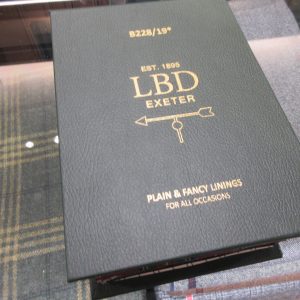 B228/19°
EST. 1895
LBD
EXETER
PLAIN & FANCY LININGS
FOR ALL OCCASIONS